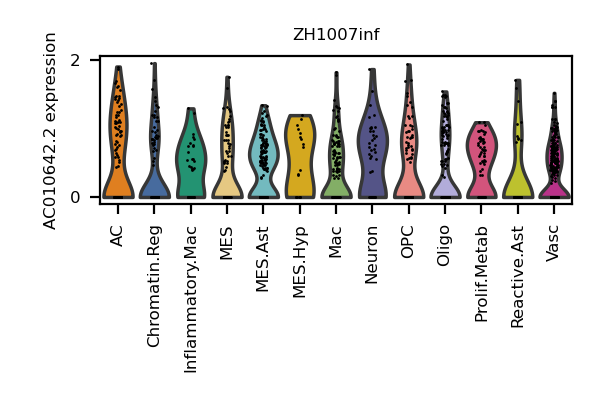 ZH1007inf
AC010642.2 expression
2
0
AC
Chromatin.Reg
Inflammatory.Mac
MES
MES.Ast
MES.Hyp
Mac
Neuron
OPC
Oligo
Prolif.Metab
Reactive.Ast
Vasc